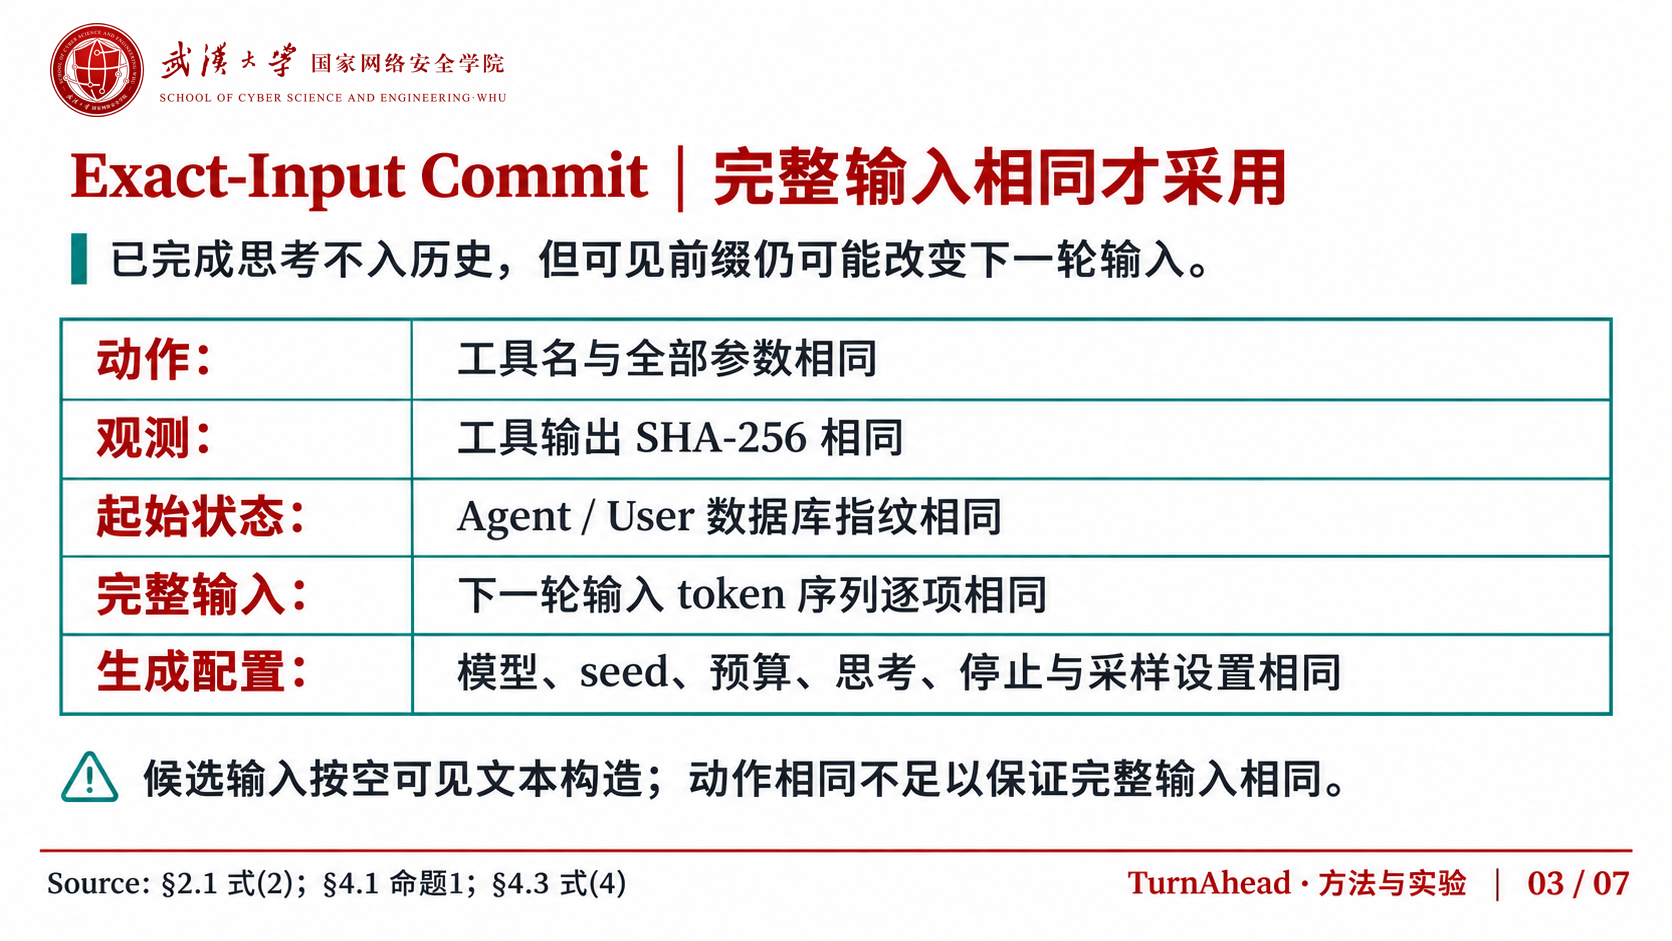 武漢大学 国家网络安全学院
SCHOOL OF CYBER SCIENCE AND ENGINEERING·WHU
Exact-Input Commit | 完整输入相同才采用
已完成思考不入历史，但可见前缀仍可能改变下一轮输入。
动作： 工具名与全部参数相同
观测： 工具输出 SHA-256 相同
起始状态： Agent / User 数据库指纹相同
完整输入： 下一轮输入 token 序列逐项相同
生成配置： 模型、seed、预算、思考、停止与采样设置相同
候选输入按空可见文本构造；动作相同不足以保证完整输入相同。
Source: §2.1 式(2)；§4.1 命题1；§4.3 式(4)
TurnAhead · 方法与实验 | 03 / 07